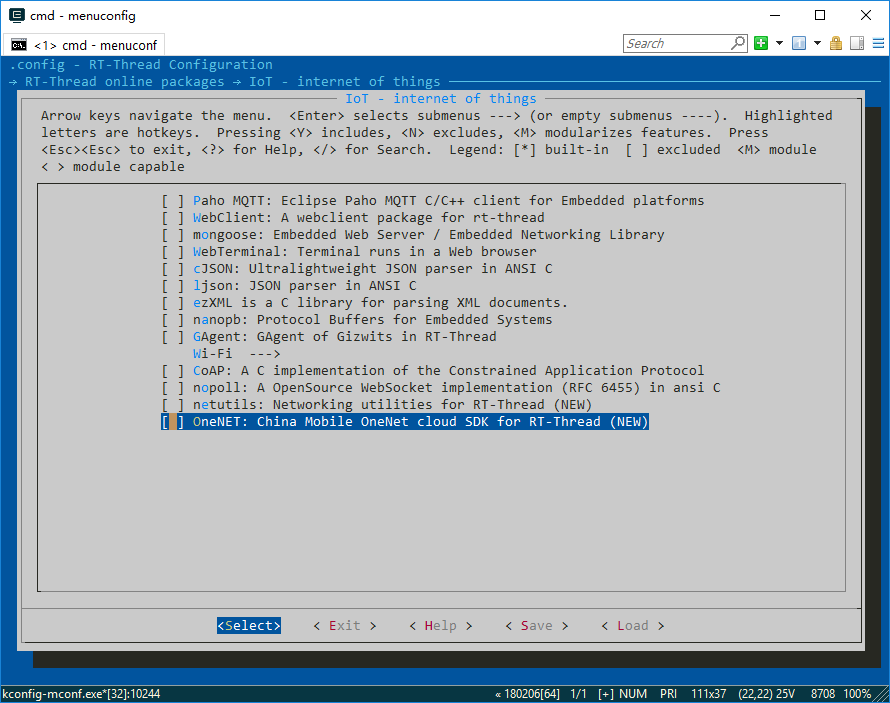 cmd - menuconfig
<1> cmd - menuconf
Search
.config - RT-Thread Configuration
→ RT-Thread online packages → IoT - internet of things
IoT - internet of things
Arrow keys navigate the menu.  <Enter> selects submenus ---> (or empty submenus ----).  Highlighted
letters are hotkeys.  Pressing <Y> includes, <N> excludes, <M> modularizes features.  Press
<Esc><Esc> to exit, <?> for Help, </> for Search.  Legend: [*] built-in  [ ] excluded  <M> module
< > module capable
[ ] Paho MQTT: Eclipse Paho MQTT C/C++ client for Embedded platforms
[ ] WebClient: A webclient package for rt-thread
[ ] mongoose: Embedded Web Server / Embedded Networking Library
[ ] WebTerminal: Terminal runs in a Web browser
[ ] cJSON: Ultralightweight JSON parser in ANSI C
[ ] ljson: JSON parser in ANSI C
[ ] ezXML is a C library for parsing XML documents.
[ ] nanopb: Protocol Buffers for Embedded Systems
[ ] GAgent: GAgent of Gizwits in RT-Thread
Wi-Fi  --->
[ ] CoAP: A C implementation of the Constrained Application Protocol
[ ] nopoll: A OpenSource WebSocket implementation (RFC 6455) in ansi C
[ ] netutils: Networking utilities for RT-Thread (NEW)
[ ] OneNET: China Mobile OneNet cloud SDK for RT-Thread (NEW)
<Select>    < Exit >    < Help >    < Save >    < Load >
kconfig-mconf.exe*[32]:10244    « 180206[64]  1/1  [+] NUM  PRI  111x37  (22,22) 25V  8708  100%